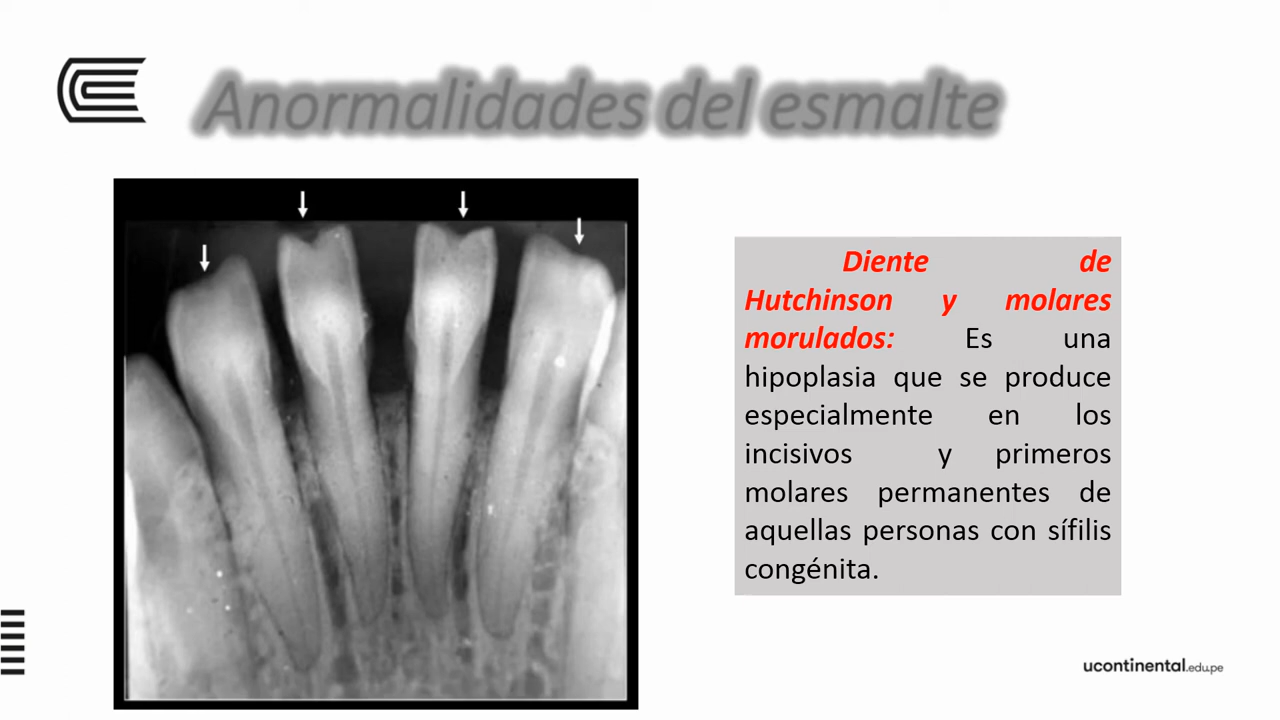 Anormalidades del esmalte
Diente de
Hutchinson y molares
morulados: Es una
hipoplasia que se produce
especialmente en los
incisivos y primeros
molares permanentes de
aquellas personas con sífilis
congénita.
ucontinental.edu.pe